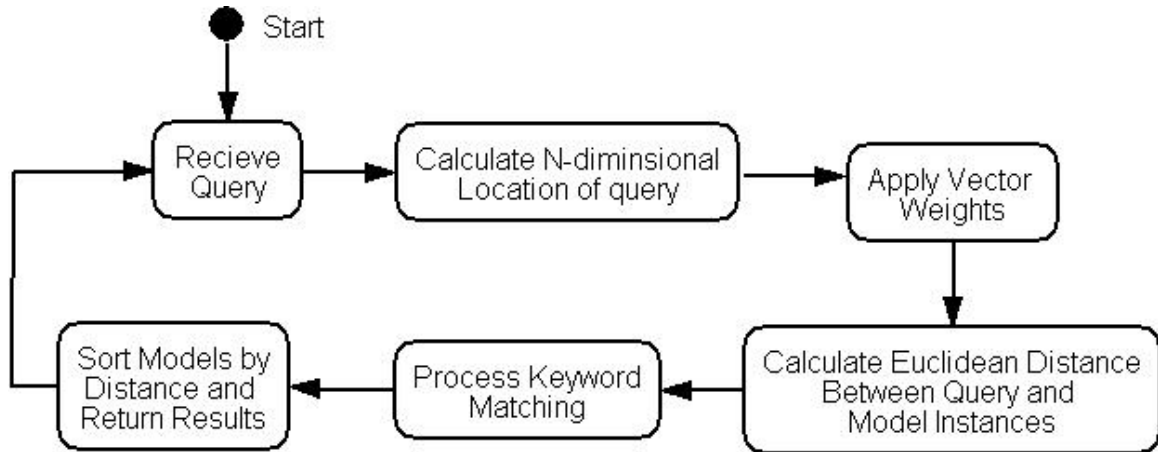 Start
Recieve
Query
Calculate N-diminsional
Location of query
Apply Vector
Weights
Calculate Euclidean Distance
Between Query and
Model Instances
Process Keyword
Matching
Sort Models by
Distance and
Return Results